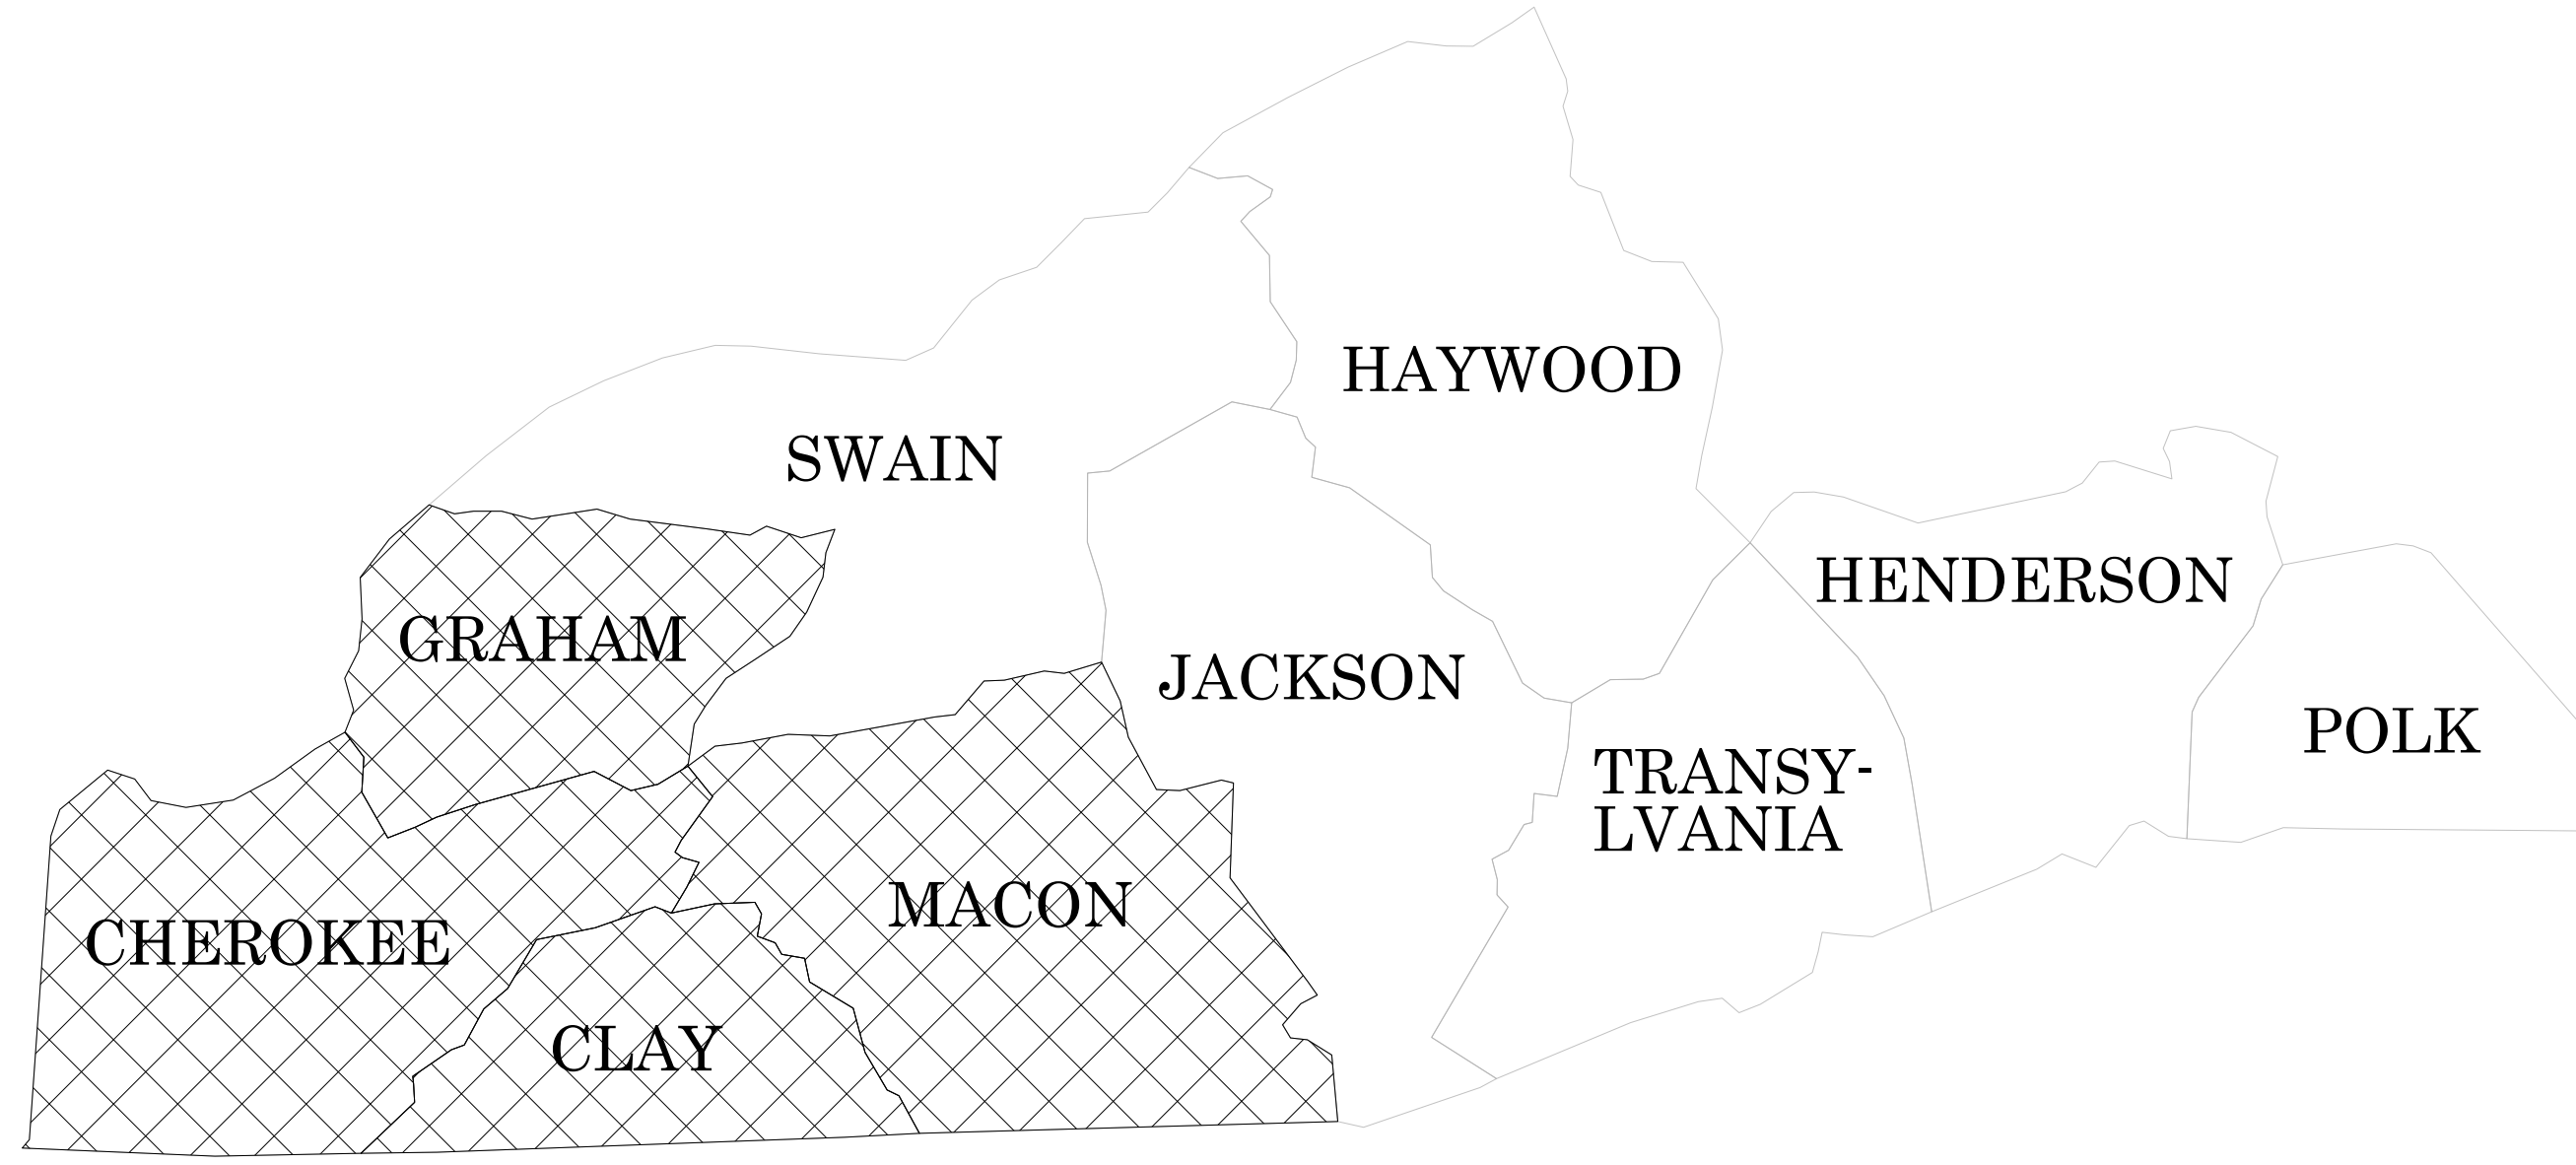 HAYWOOD
SWAIN
HENDERSON
GRAHAM
JACKSON
POLK
TRANSY-
LVANIA
MACON
CHEROKEE
CLAY